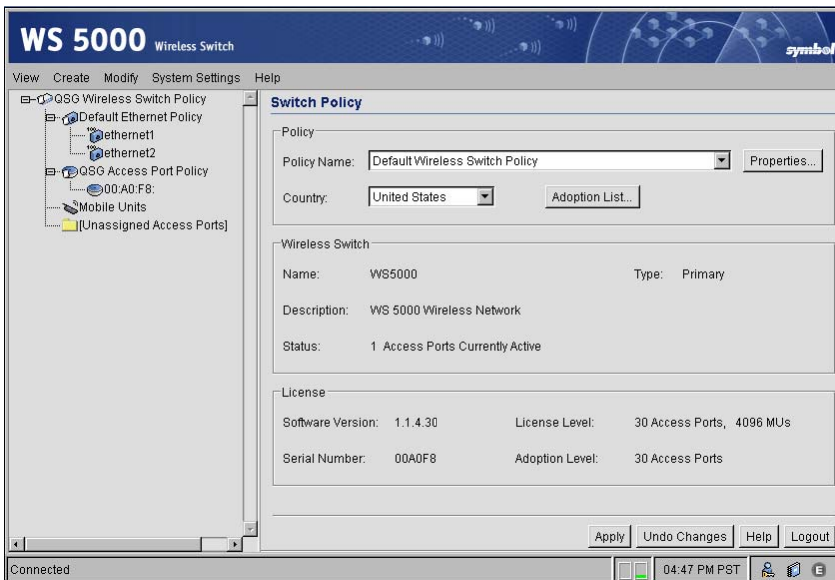 WS 5000 Wireless Switch
symbol
View Create Modify System Settings Help
QSG Wireless Switch Policy
Default Ethernet Policy
100 ethernet1
100 ethernet2
QSG Access Port Policy
00:A0:F8:
Mobile Units
[Unassigned Access Ports]
Switch Policy
Policy
Policy Name: Default Wireless Switch Policy Properties...
Country: United States Adoption List...
Wireless Switch
Name: WS5000 Type: Primary
Description: WS 5000 Wireless Network
Status: 1 Access Ports Currently Active
License
Software Version: 1.1.4.30 License Level: 30 Access Ports, 4096 MUs
Serial Number: 00A0F8 Adoption Level: 30 Access Ports
Apply Undo Changes Help Logout
Connected 04:47 PM PST E